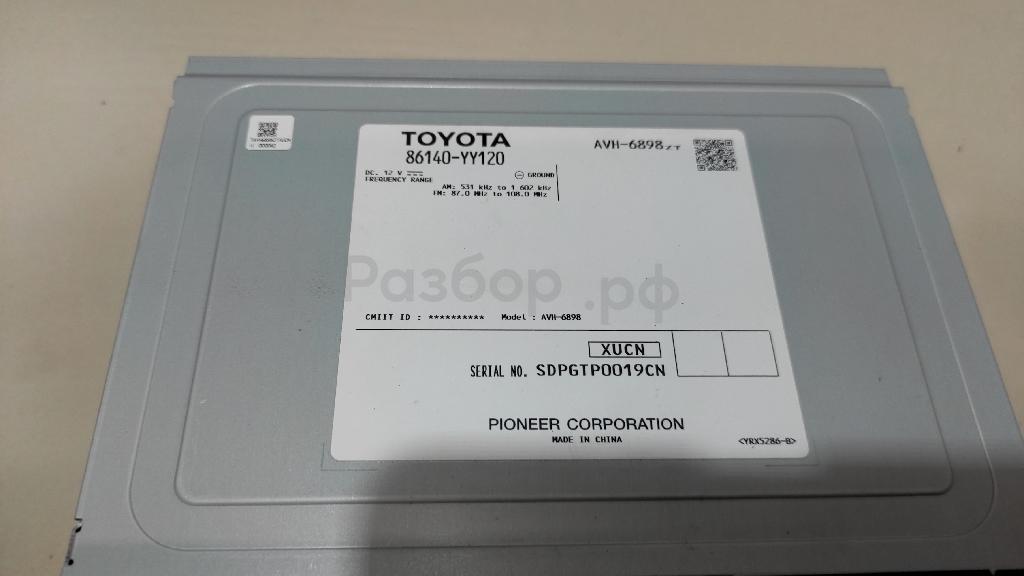 TOYOTA
86140-YY120
AVH-6898ZT
DC. 12 V
GROUND
FREQUENCY RANGE
AM: 531 kHz to 1 602 kHz
FM: 87.0 MHz to 108.0 MHz
Разбор.рф
CMIIT ID : ********** Model : AVH-6898
XUCN
SERIAL NO. SDPGTP0019CN
PIONEER CORPORATION
MADE IN CHINA
<YRX5286-B>